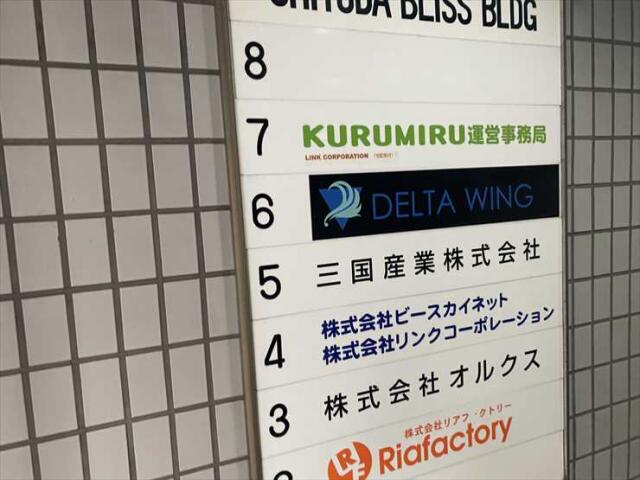 BLISS BLDG
8
7 KURUMIRU運営事務局
LINK CORPORATION
6 DELTA WING
5 三国産業株式会社
株式会社ビースカイネット
4 株式会社リンクコーポレーション
3 株式会社オルクス
株式会社リアファクトリー
Riafactory